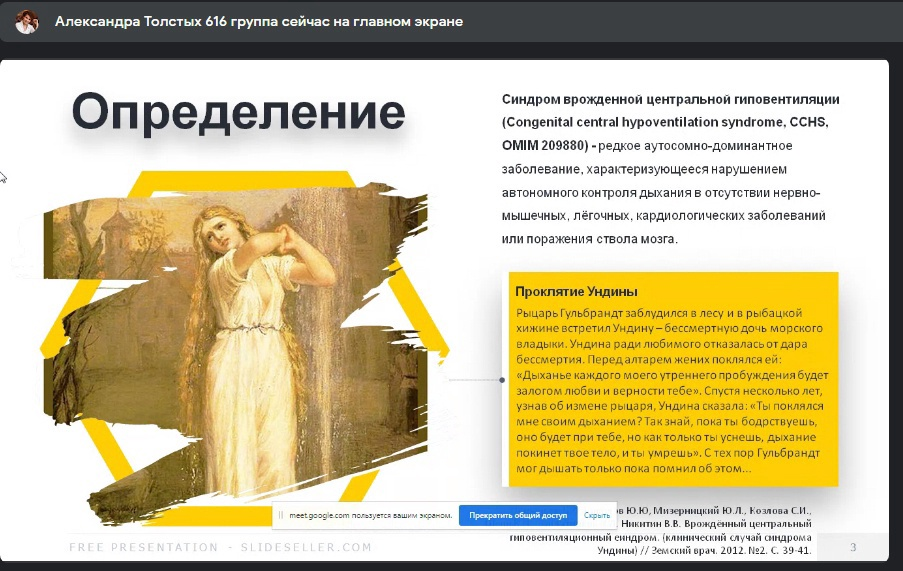 Александра Толстых 616 группа сейчас на главном экране
Определение
Синдром врожденной центральной гиповентиляции
(Congenital central hypoventilation syndrome, CCHS,
OMIM 209880) - редкое аутосомно-доминантное
заболевание, характеризующееся нарушением
автономного контроля дыхания в отсутствии нервно-
мышечных, лёгочных, кардиологических заболеваний
или поражения ствола мозга.
Проклятие Ундины
Рыцарь Гульбрандт заблудился в лесу и в рыбацкой
хижине встретил Ундину – бессмертную дочь морского
владыки. Ундина ради любимого отказалась от дара
бессмертия. Перед алтарем жених поклялся ей:
«Дыханье каждого моего утреннего пробуждения будет
залогом любви и верности тебе». Спустя несколько лет,
узнав об измене рыцаря, Ундина сказала: «Ты поклялся
мне своим дыханием? Так знай, пока ты бодрствуешь,
оно будет при тебе, но как только ты уснешь, дыхание
покинет твое тело, и ты умрешь». С тех пор Гульбрандт
мог дышать только пока помнил об этом...
ов Ю.Ю, Мизерницкий Ю.Л., Козлова С.И.,
Никитин В.В. Врождённый центральный
гиповентиляционный синдром. (клинический случай синдрома
Ундины) // Земский врач. 2012. №2. С. 39-41.
meet.google.com пользуется вашим экраном.
Прекратить общий доступ
Скрыть
FREE PRESENTATION - SLIDESELLER.COM
3